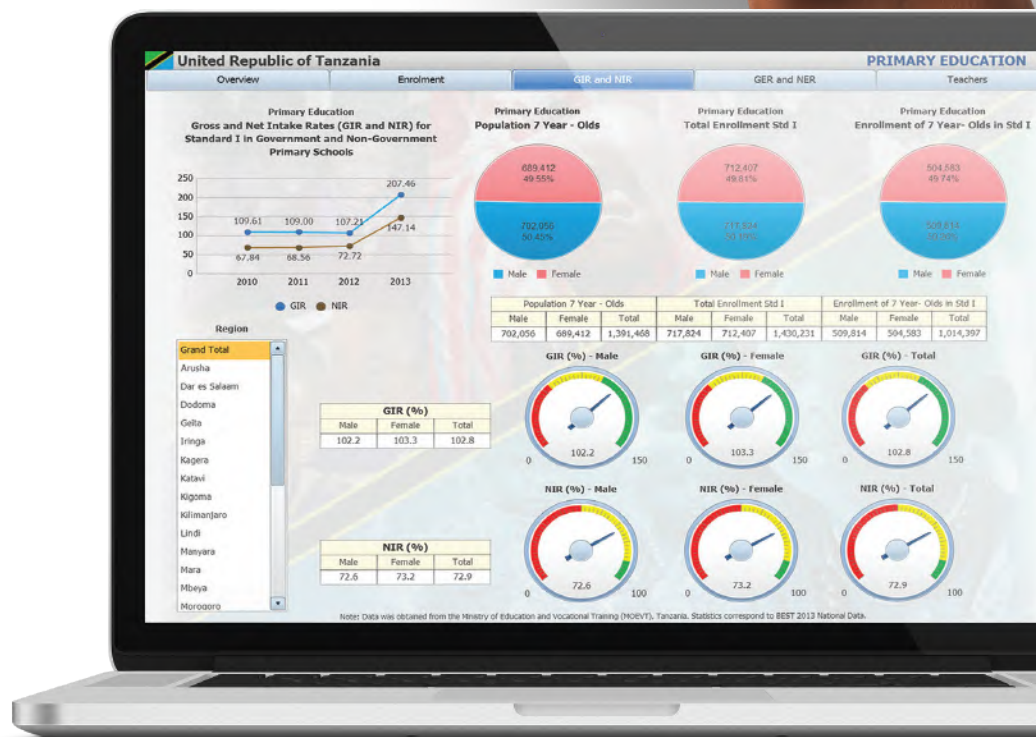 United Republic of Tanzania
PRIMARY EDUCATION
Overview
Enrolment
GIR and NIR
GER and NER
Teachers
Primary Education
Gross and Net Intake Rates (GIR and NIR) for
Standard I in Government and Non-Government
Primary Schools
250
200
150
100
50
0
109.61 109.00 107.21 207.46
67.84 68.56 72.72 147.14
2010 2011 2012 2013
GIR NIR
Primary Education
Population 7 Year - Olds
689,412
49.55%
702,056
50.45%
Male Female
Primary Education
Total Enrollment Std I
712,407
49.81%
717,824
50.19%
Male Female
Primary Education
Enrollment of 7 Year- Olds in Std I
504,583
49.74%
509,814
Male Female
Population 7 Year - Olds Total Enrollment Std I Enrollment of 7 Year- Olds in Std I
Male Female Total Male Female Total Male Female Total
702,056 689,412 1,391,468 717,824 712,407 1,430,231 509,814 504,583 1,014,397
Region
Grand Total
Arusha
Dar es Salaam
Dodoma
Geita
Iringa
Kagera
Katavi
Kigoma
Kilimanjaro
Lindi
Manyara
Mara
Mbeya
Morogoro
GIR (%)
Male Female Total
102.2 103.3 102.8
GIR (%) - Male
102.2
0 150
GIR (%) - Female
103.3
0 150
GIR (%) - Total
102.8
0 150
NIR (%)
Male Female Total
72.6 73.2 72.9
NIR (%) - Male
72.6
0 100
NIR (%) - Female
73.2
0 100
NIR (%) - Total
72.9
0 100
Note: Data was obtained from the Ministry of Education and Vocational Training (MOEVT), Tanzania. Statistics correspond to BEST 2013 National Data.